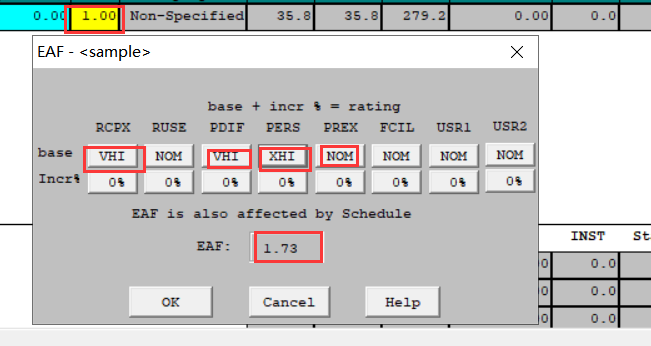 0.00 1.00 Non-Specified 35.8 35.8 279.2 0.00 0.0
EAF - <sample>
base + incr % = rating
RCPX RUSE PDIF PERS PREX FCIL USR1 USR2
base VHI NOM VHI XHI NOM NOM NOM NOM
Incr% 0% 0% 0% 0% 0% 0% 0% 0%
EAF is also affected by Schedule
EAF: 1.73
INST
0.0
0.0
OK Cancel Help
0.0